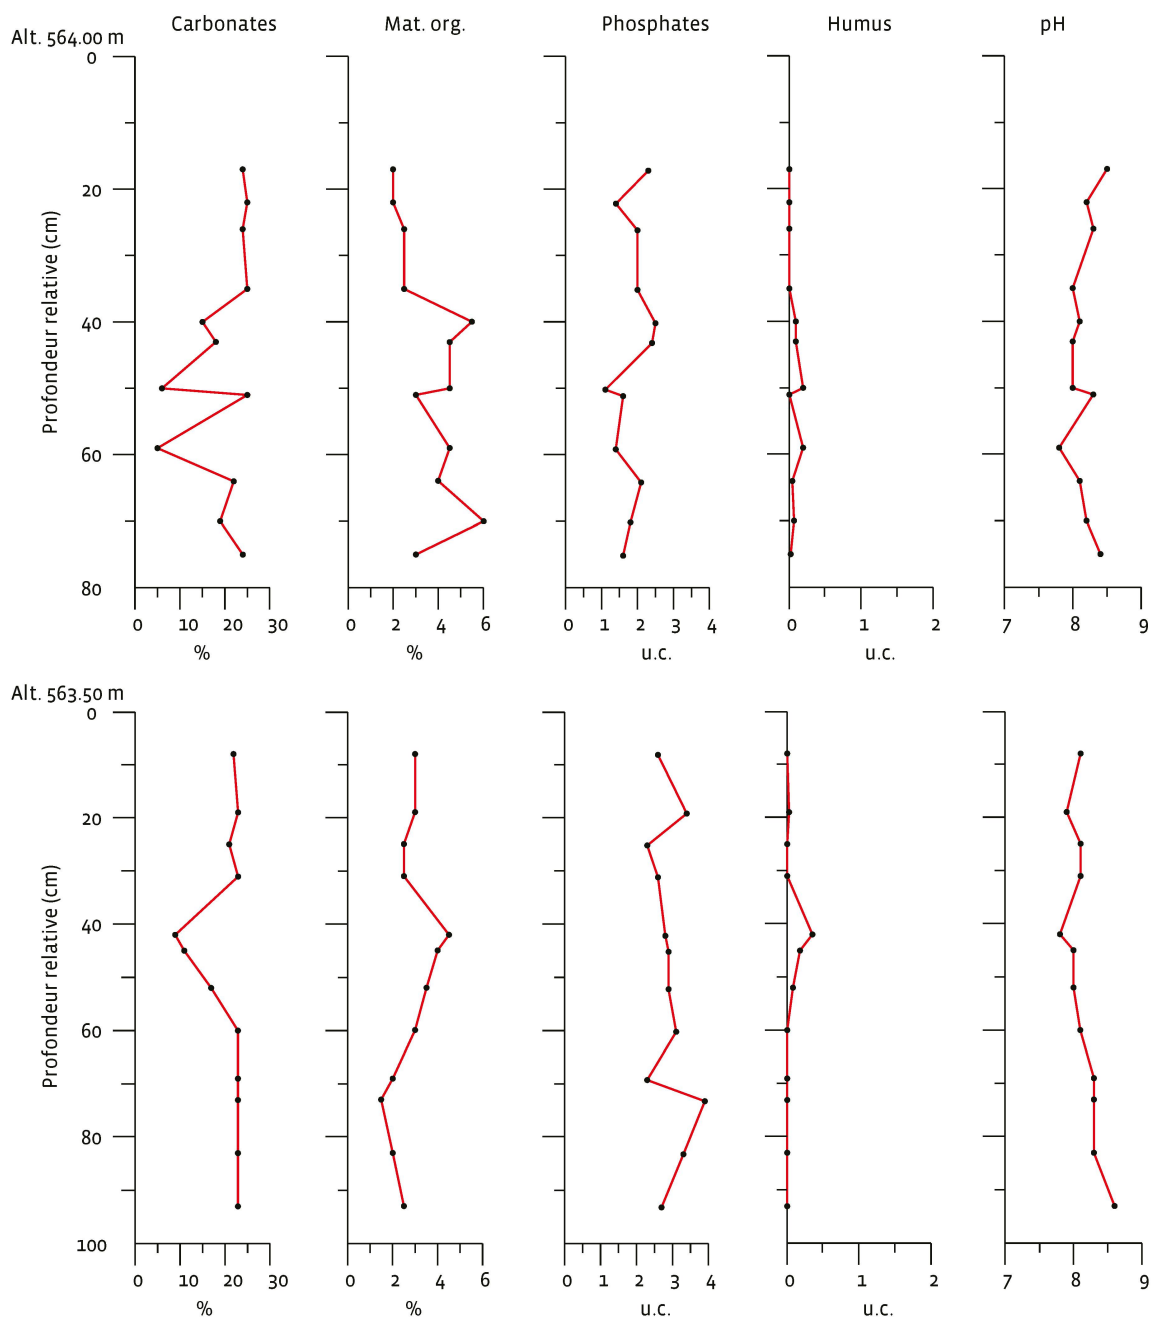 Carbonates Mat. org. Phosphates Humus pH
Alt. 564.00 m
0
20
40
60
80
Profondeur relative (cm)
0 10 20 30 0 2 4 6 0 1 2 3 4 0 1 2 7 8 9
% % u.c. u.c.
Alt. 563.50 m
0
20
40
60
80
100
Profondeur relative (cm)
0 10 20 30 0 2 4 6 0 1 2 3 4 0 1 2 7 8 9
% % u.c. u.c.